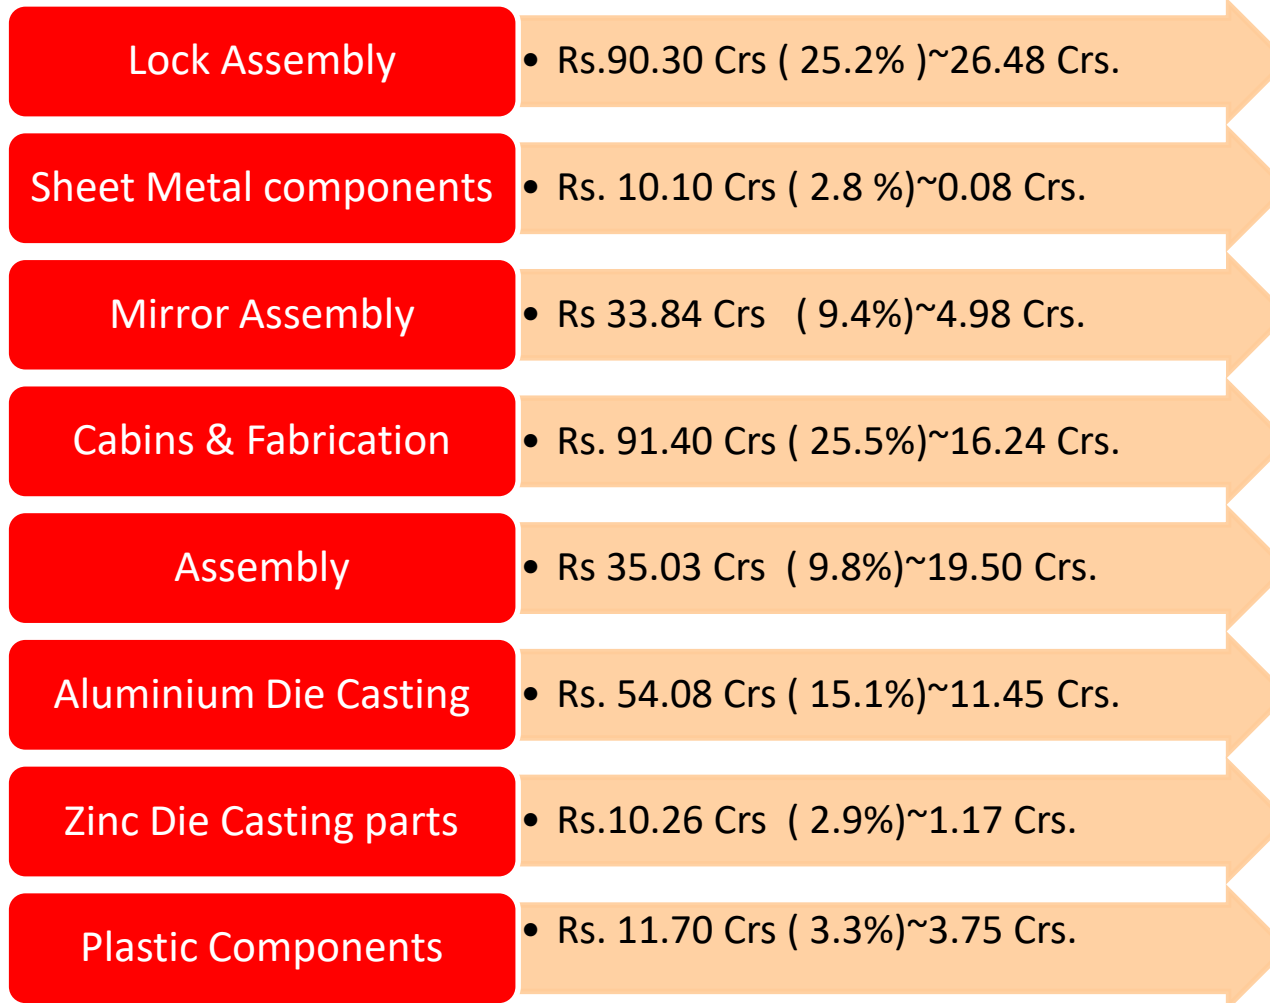 Lock Assembly
• Rs.90.30 Crs ( 25.2% )~26.48 Crs.
Sheet Metal components
• Rs. 10.10 Crs ( 2.8 %)~0.08 Crs.
Mirror Assembly
• Rs 33.84 Crs ( 9.4%)~4.98 Crs.
Cabins & Fabrication
• Rs. 91.40 Crs ( 25.5%)~16.24 Crs.
Assembly
• Rs 35.03 Crs ( 9.8%)~19.50 Crs.
Aluminium Die Casting
• Rs. 54.08 Crs ( 15.1%)~11.45 Crs.
Zinc Die Casting parts
• Rs.10.26 Crs ( 2.9%)~1.17 Crs.
Plastic Components
• Rs. 11.70 Crs ( 3.3%)~3.75 Crs.